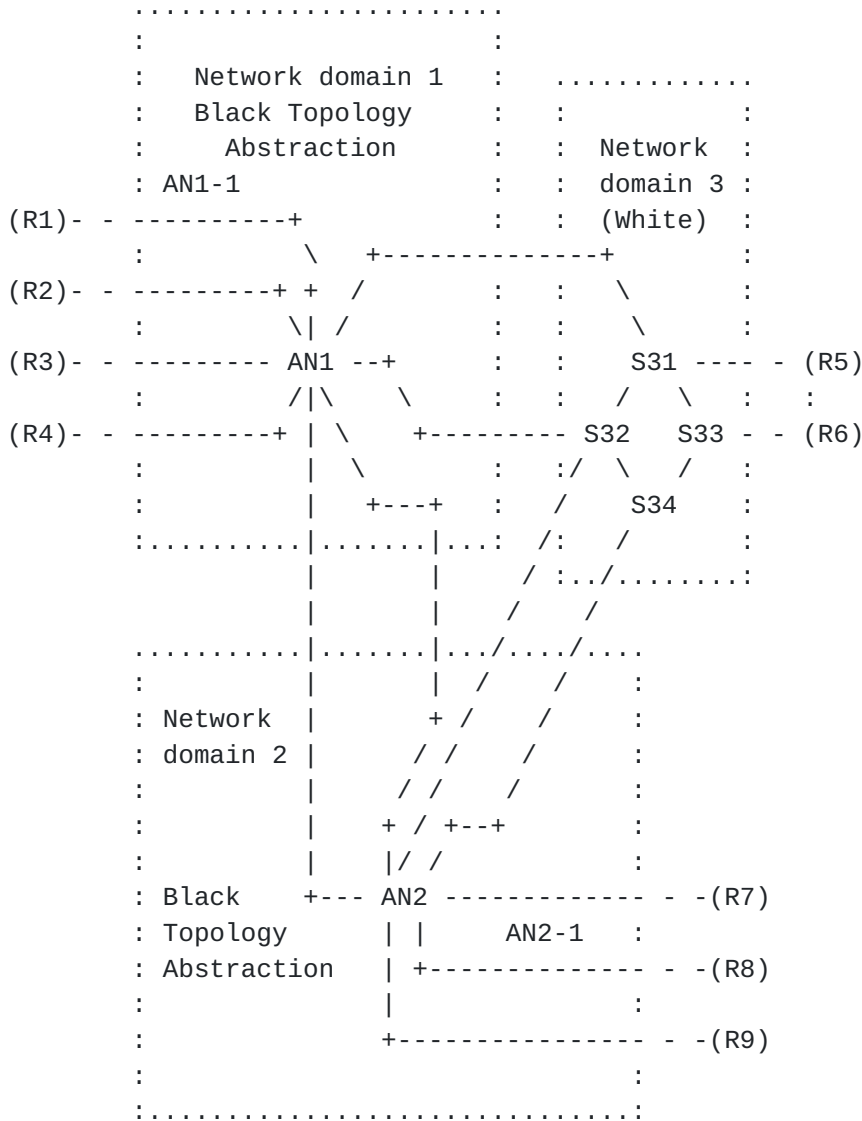 Network domain 1
Black Topology
Abstraction Network
AN1-1 domain 3
(R1) (White)
(R2)
(R3) AN1 S31 (R5)
(R4) S32 S33 (R6)
S34
Network
domain 2
Black AN2 (R7)
Topology AN2-1
Abstraction (R8)
(R9)